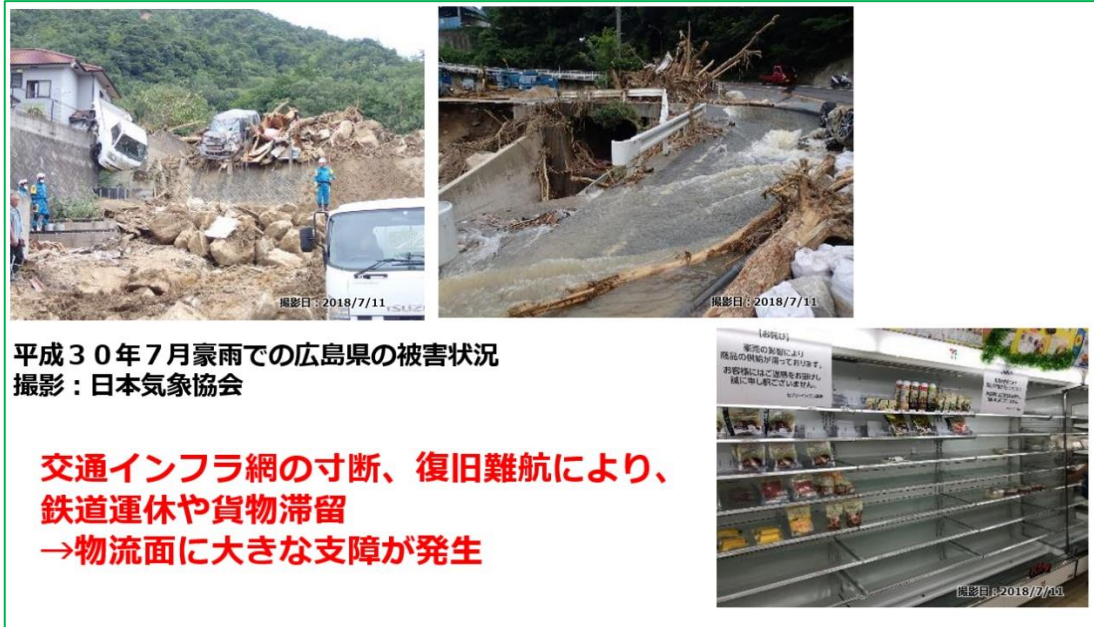 撮影日：2018/7/11
撮影日：2018/7/11
平成３０年７月豪雨での広島県の被害状況
撮影：日本気象協会
交通インフラ網の寸断、復旧難航により、
鉄道運休や貨物滞留
→物流面に大きな支障が発生
【お詫び】
商品の供給が滞っております。
お客様にはご迷惑をお掛けし
誠に申し訳ございません。
撮影日：2018/7/11